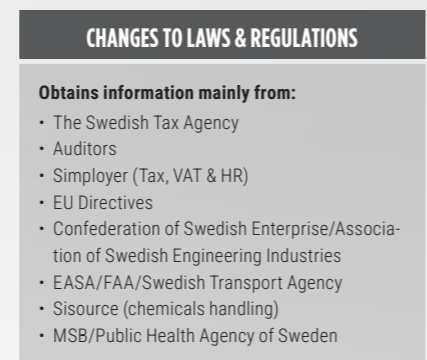 CHANGES TO LAWS & REGULATIONS
Obtains information mainly from:
• The Swedish Tax Agency
• Auditors
• Simployer (Tax, VAT & HR)
• EU Directives
• Confederation of Swedish Enterprise/Associa-
tion of Swedish Engineering Industries
• EASA/FAA/Swedish Transport Agency
• Sisource (chemicals handling)
• MSB/Public Health Agency of Sweden